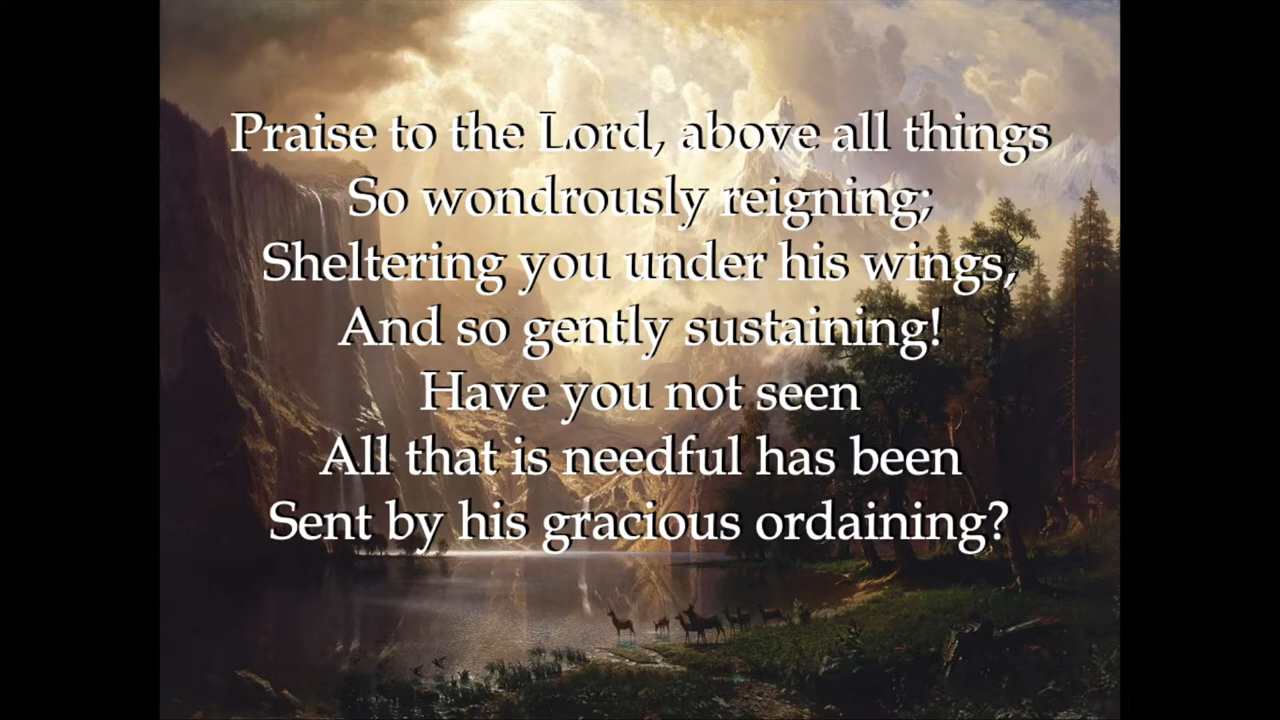 Praise to the Lord, above all things
So wondrously reigning;
Sheltering you under his wings,
And so gently sustaining!
Have you not seen
All that is needful has been
Sent by his gracious ordaining?